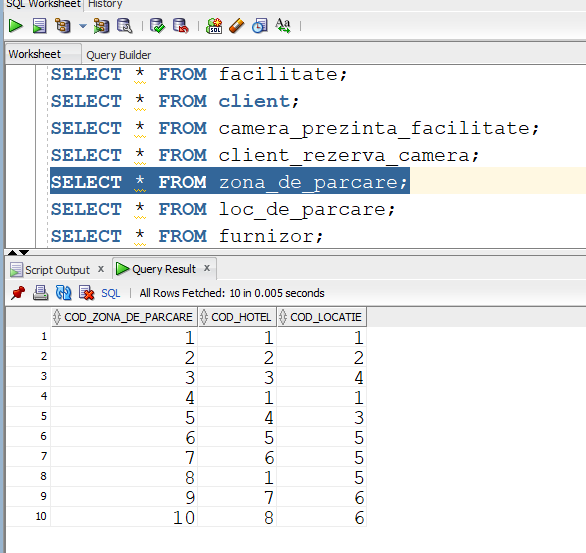 SQL Worksheet History
Worksheet Query Builder
SELECT * FROM facilitate;
SELECT * FROM client;
SELECT * FROM camera_prezinta_facilitate;
SELECT * FROM client_rezerva_camera;
SELECT * FROM zona_de_parcare;
SELECT * FROM loc_de_parcare;
SELECT * FROM furnizor;
Script Output x Query Result x
SQL | All Rows Fetched: 10 in 0.005 seconds
COD_ZONA_DE_PARCARE COD_HOTEL COD_LOCATIE
1 1 1 1
2 2 2 2
3 3 3 4
4 4 1 1
5 5 4 3
6 6 5 5
7 7 6 5
8 8 1 5
9 9 7 6
10 10 8 6